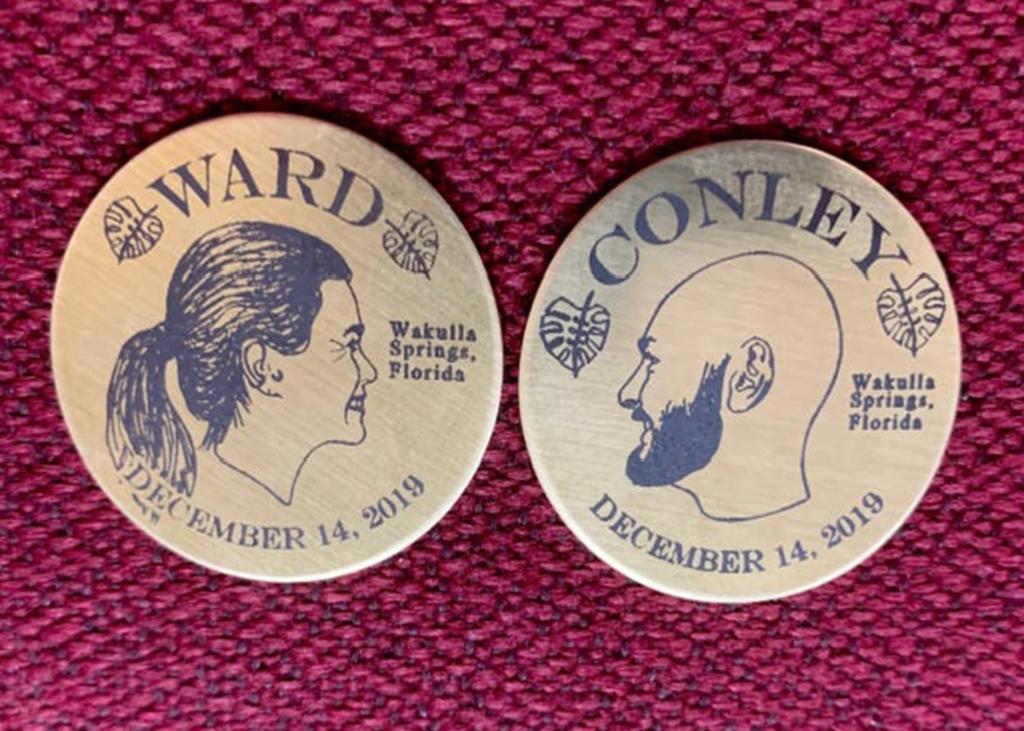 WARD
Wakulla
Springs,
Florida
DECEMBER 14, 2019
CONLEY
Wakulla
Springs,
Florida
DECEMBER 14, 2019